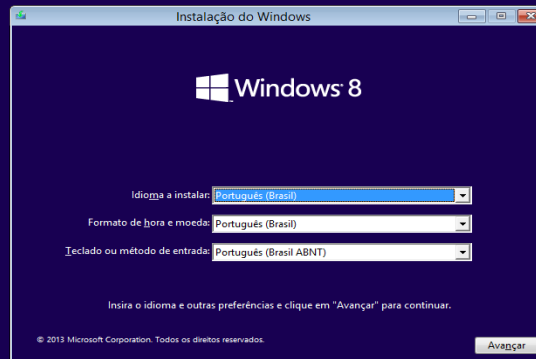 Instalação do Windows
Windows 8
Idioma a instalar: Português (Brasil)
Formato de hora e moeda: Português (Brasil)
Teclado ou método de entrada: Português (Brasil ABNT)
Insira o idioma e outras preferências e clique em "Avançar" para continuar.
© 2013 Microsoft Corporation. Todos os direitos reservados.
Avançar